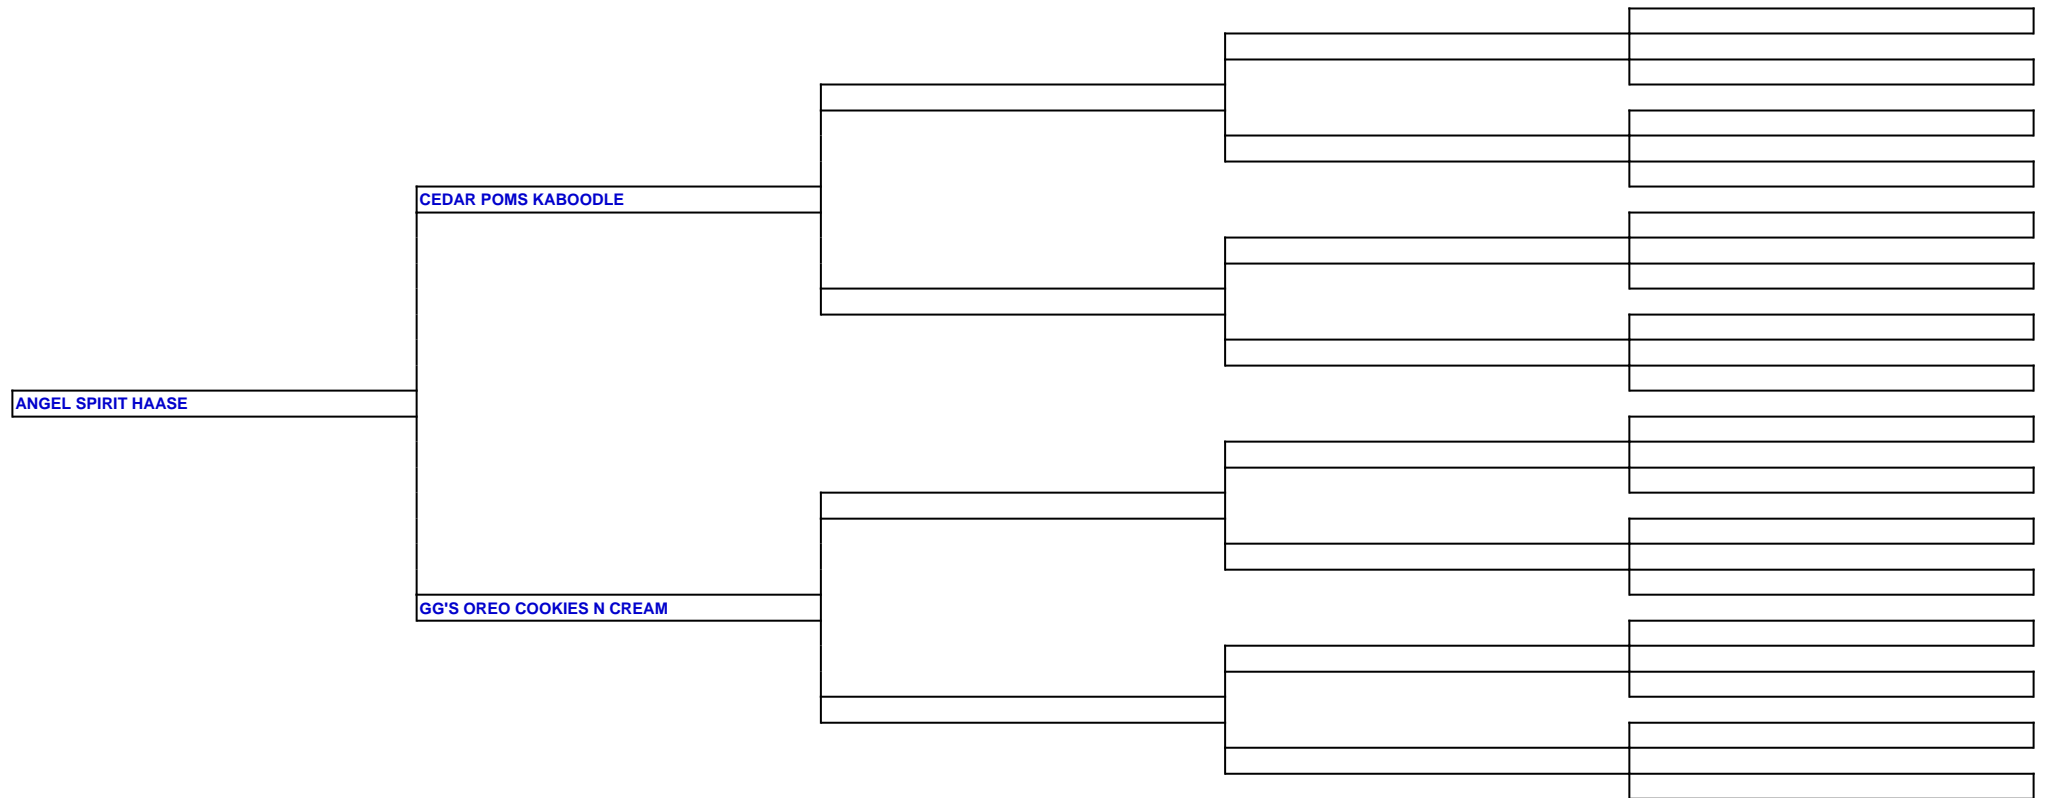 CEDAR POMS KABOODLE
ANGEL SPIRIT HAASE
GG'S OREO COOKIES N CREAM